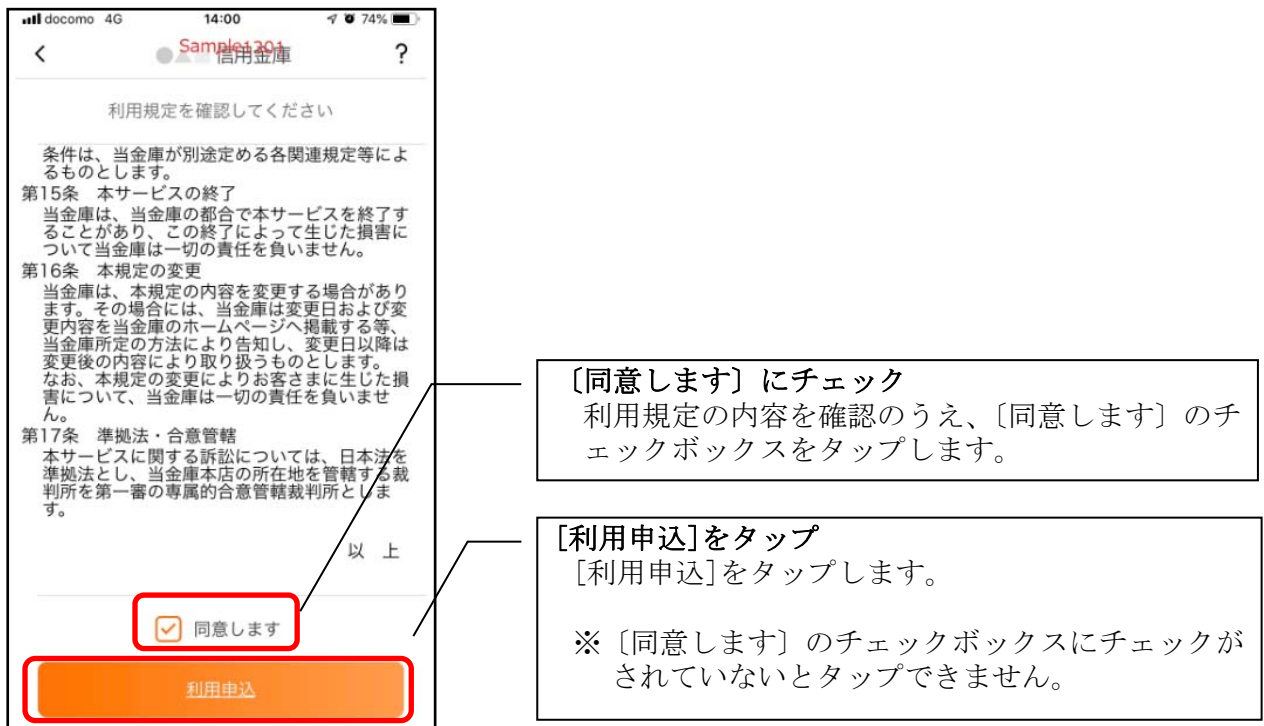 docomo 4G 14:00 74%
Sample1201
信用金庫
?
利用規定を確認してください
条件は、当金庫が別途定める各関連規定等によ
るものとします。
第15条 本サービスの終了
当金庫は、当金庫の都合で本サービスを終了す
ることがあり、この終了によって生じた損害に
ついて当金庫は一切の責任を負いません。
第16条 本規定の変更
当金庫は、本規定の内容を変更する場合があり
ます。その場合には、当金庫は変更日および変
更内容を当金庫のホームページへ掲載する等、
当金庫所定の方法により告知し、変更日以降は
変更後の内容により取り扱うものとします。
なお、本規定の変更によりお客さまに生じた損
害について、当金庫は一切の責任を負いませ
ん。
第17条 準拠法・合意管轄
本サービスに関する訴訟については、日本法を
準拠法とし、当金庫本店の所在地を管轄する裁
判所を第一審の専属的合意管轄裁判所としま
す。
以 上
同意します
利用申込
〔同意します〕にチェック
利用規定の内容を確認のうえ、〔同意します〕のチ
ェックボックスをタップします。
[利用申込]をタップ
[利用申込]をタップします。
※〔同意します〕のチェックボックスにチェックが
されていないとタップできません。